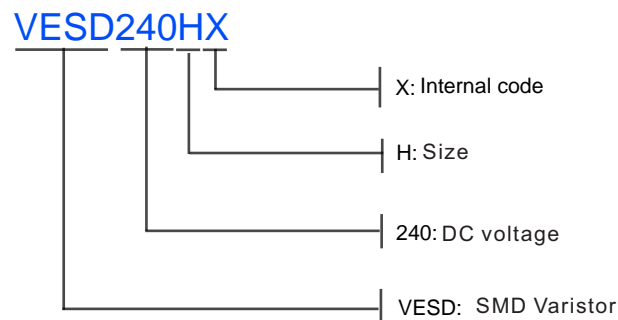 VESD240HX
X: Internal code
H: Size
240: DC voltage
VESD: SMD Varistor